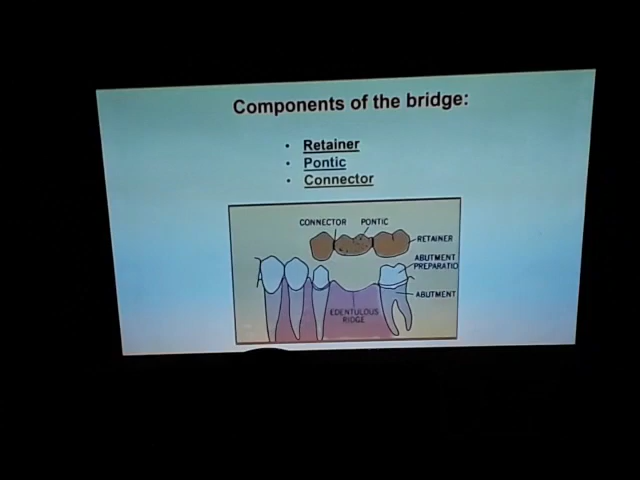 Components of the bridge:
• Retainer
• Pontic
• Connector
CONNECTOR PONTIC
RETAINER
ABUTMENT
PREPARATIO
ABUTMENT
EDENTULOUS
RIDGE